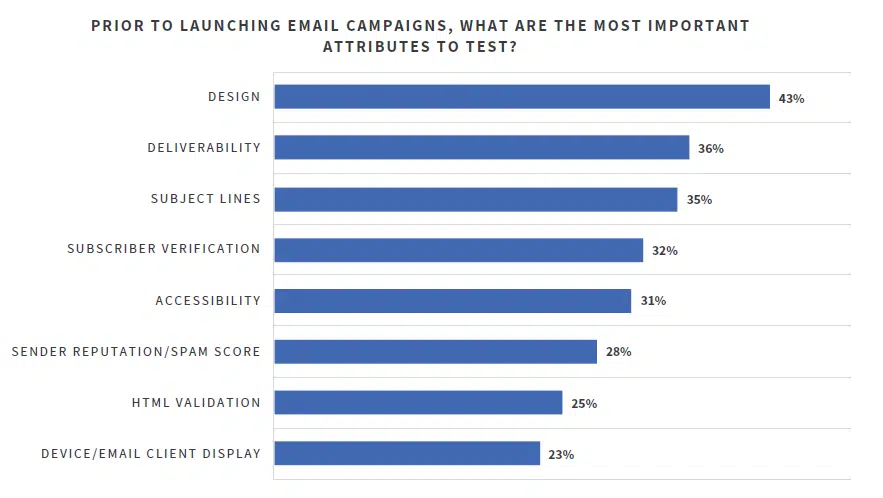 PRIOR TO LAUNCHING EMAIL CAMPAIGNS, WHAT ARE THE MOST IMPORTANT
ATTRIBUTES TO TEST?
DESIGN 43%
DELIVERABILITY 36%
SUBJECT LINES 35%
SUBSCRIBER VERIFICATION 32%
ACCESSIBILITY 31%
SENDER REPUTATION/SPAM SCORE 28%
HTML VALIDATION 25%
DEVICE/EMAIL CLIENT DISPLAY 23%